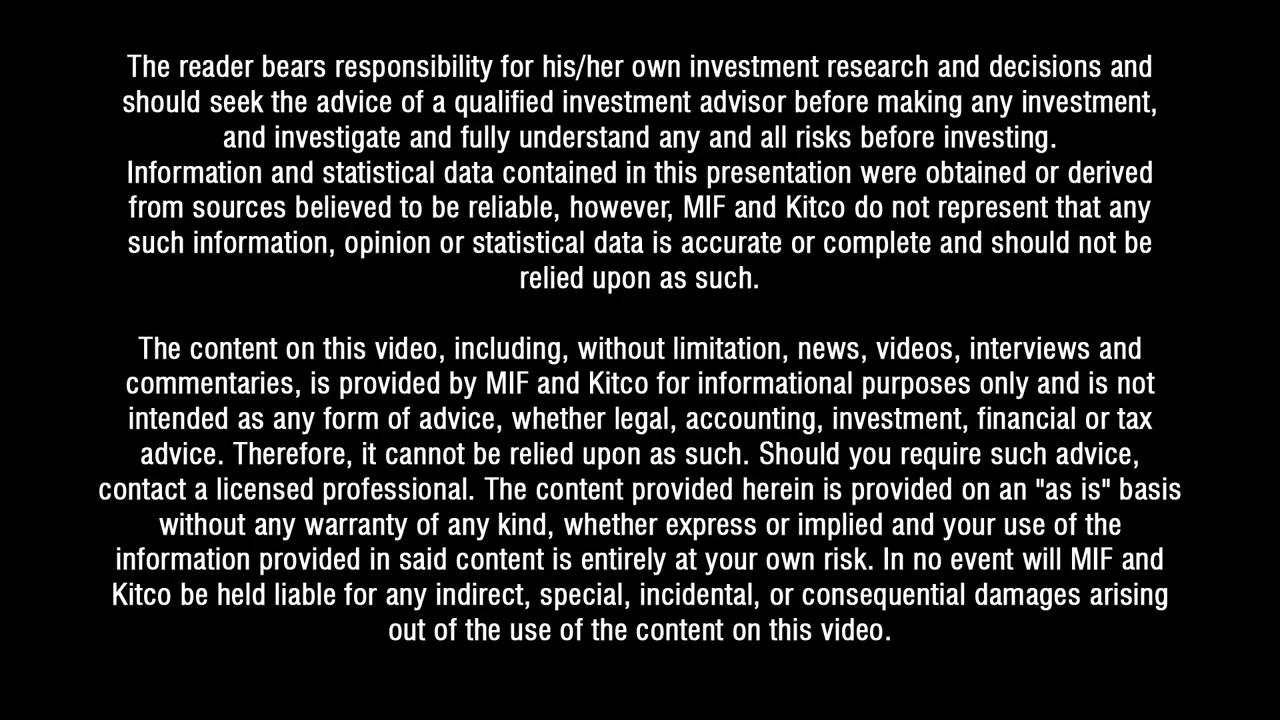 The reader bears responsibility for his/her own investment research and decisions and
should seek the advice of a qualified investment advisor before making any investment,
and investigate and fully understand any and all risks before investing.
Information and statistical data contained in this presentation were obtained or derived
from sources believed to be reliable, however, MIF and Kitco do not represent that any
such information, opinion or statistical data is accurate or complete and should not be
relied upon as such.
The content on this video, including, without limitation, news, videos, interviews and
commentaries, is provided by MIF and Kitco for informational purposes only and is not
intended as any form of advice, whether legal, accounting, investment, financial or tax
advice. Therefore, it cannot be relied upon as such. Should you require such advice,
contact a licensed professional. The content provided herein is provided on an "as is" basis
without any warranty of any kind, whether express or implied and your use of the
information provided in said content is entirely at your own risk. In no event will MIF and
Kitco be held liable for any indirect, special, incidental, or consequential damages arising
out of the use of the content on this video.